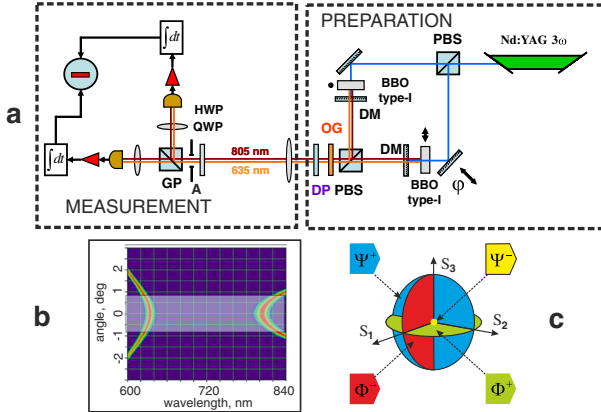 a
PREPARATION
PBS
Nd:YAG 3ω
BBO
type-I
DM
OG
DM
BBO
type-I
φ
DP PBS
∫dt
∫dt
HWP
QWP
GP
A
805 nm
635 nm
MEASUREMENT
b
angle, deg
2
1
0
-1
-2
600
720
840
wavelength, nm
c
Ψ+
Ψ-
S3
S1
S2
Φ-
Φ+